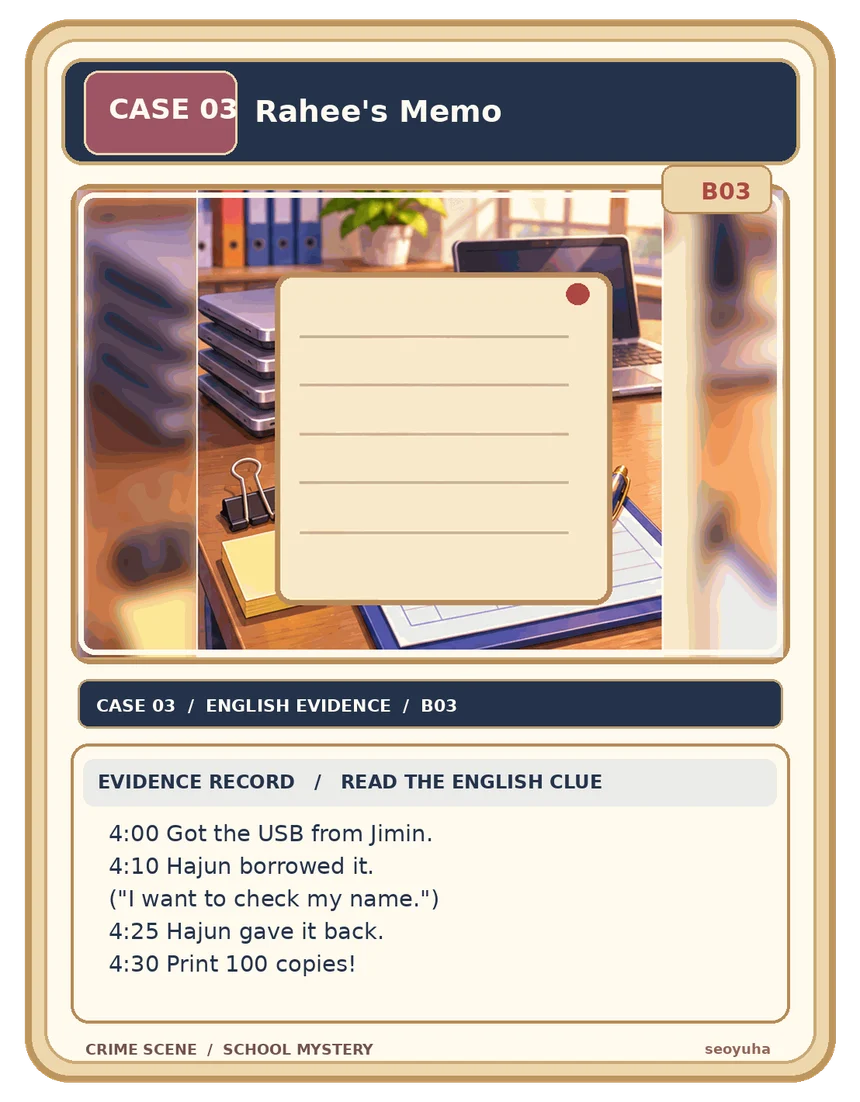 CASE 03 Rahee's Memo
B03
CASE 03 / ENGLISH EVIDENCE / B03
EVIDENCE RECORD / READ THE ENGLISH CLUE
4:00 Got the USB from Jimin.
4:10 Hajun borrowed it.
("I want to check my name.")
4:25 Hajun gave it back.
4:30 Print 100 copies!
CRIME SCENE / SCHOOL MYSTERY seoyuha